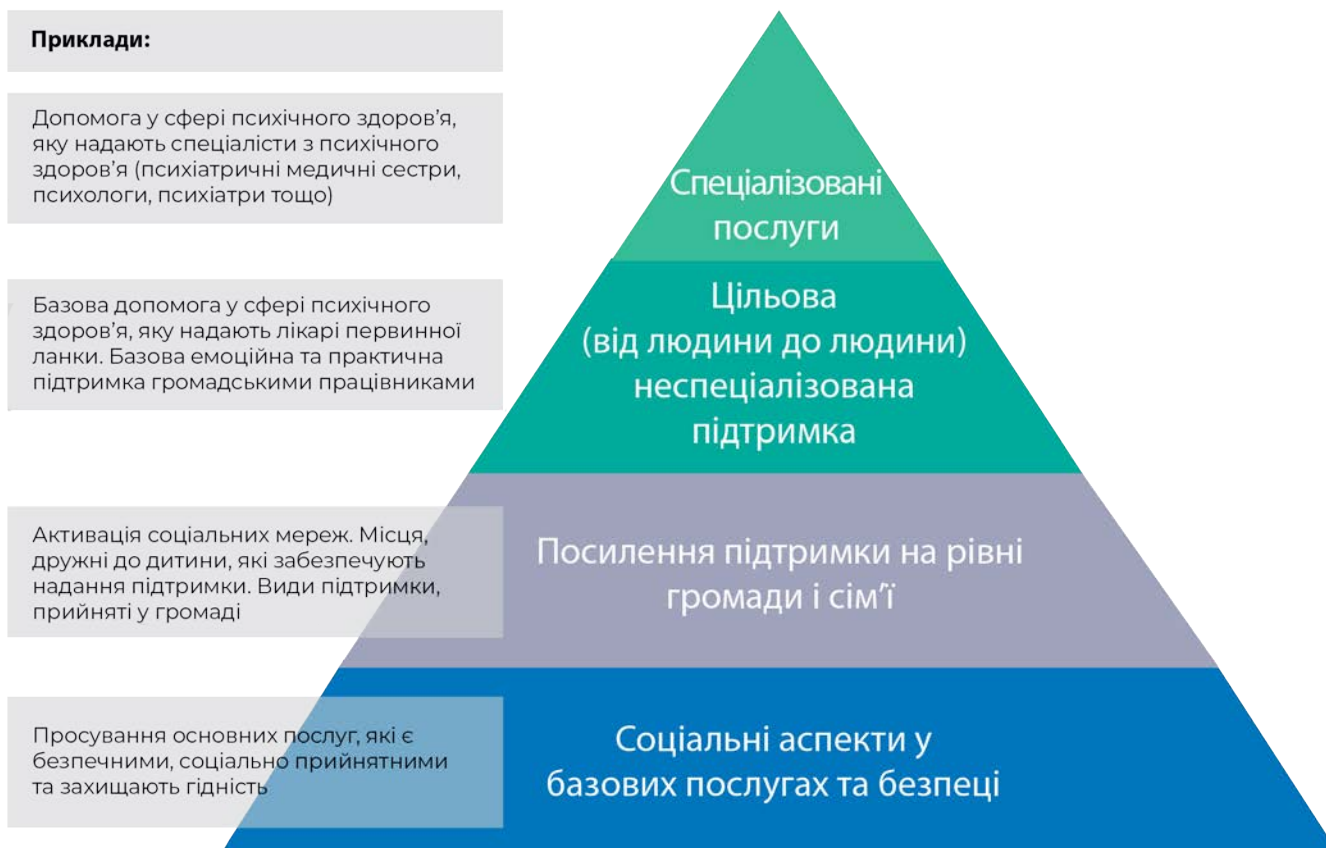 Приклади:
Допомога у сфері психічного здоров’я,
яку надають спеціалісти з психічного
здоров’я (психіатричні медичні сестри,
психологи, психіатри тощо)
Спеціалізовані
послуги
Базова допомога у сфері психічного
здоров’я, яку надають лікарі первинної
ланки. Базова емоційна та практична
підтримка громадськими працівниками
Цільова
(від людини до людини)
неспеціалізована
підтримка
Активація соціальних мереж. Місця,
дружні до дитини, які забезпечують
надання підтримки. Види підтримки,
прийняті у громаді
Посилення підтримки на рівні
громади і сім’ї
Просування основних послуг, які є
безпечними, соціально прийнятними
та захищають гідність
Соціальні аспекти у
базових послугах та безпеці